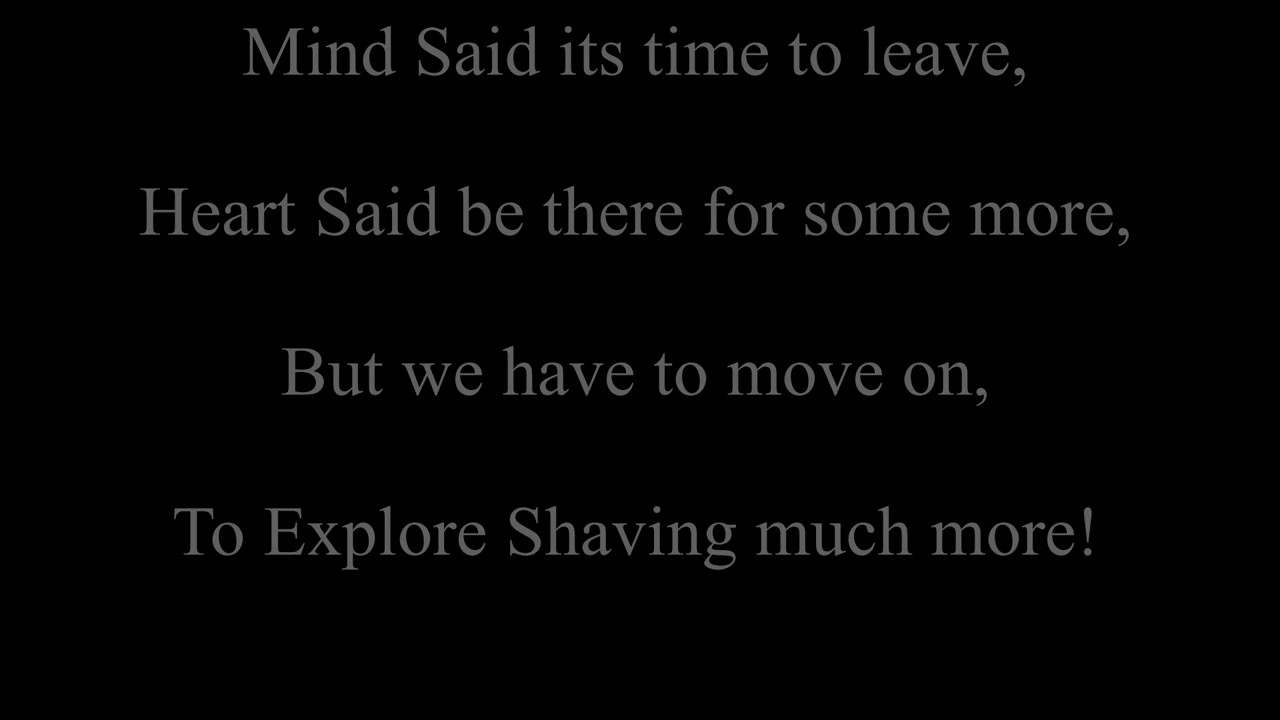 Mind Said its time to leave,
Heart Said be there for some more,
But we have to move on,
To Explore Shaving much more!